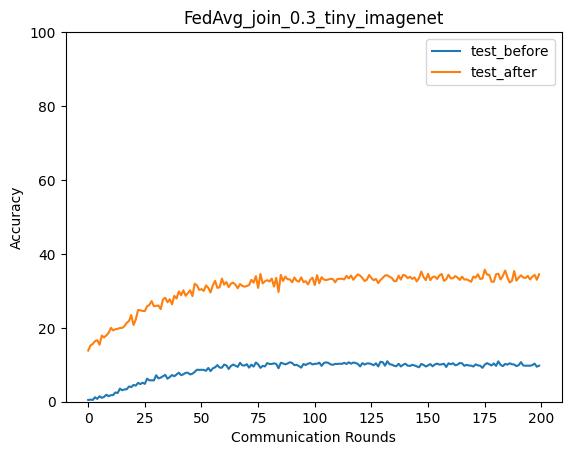 FedAvg_join_0.3_tiny_imagenet
100
80
60
40
20
0
Accuracy
test_before
test_after
0 25 50 75 100 125 150 175 200
Communication Rounds